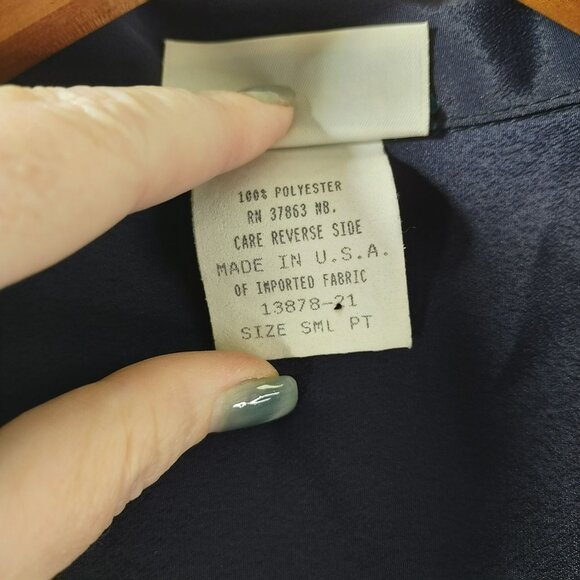 100% POLYESTER
RN 37863 NB.
CARE REVERSE SIDE
MADE IN U.S.A.
OF IMPORTED FABRIC
13878-21
SIZE SML PT